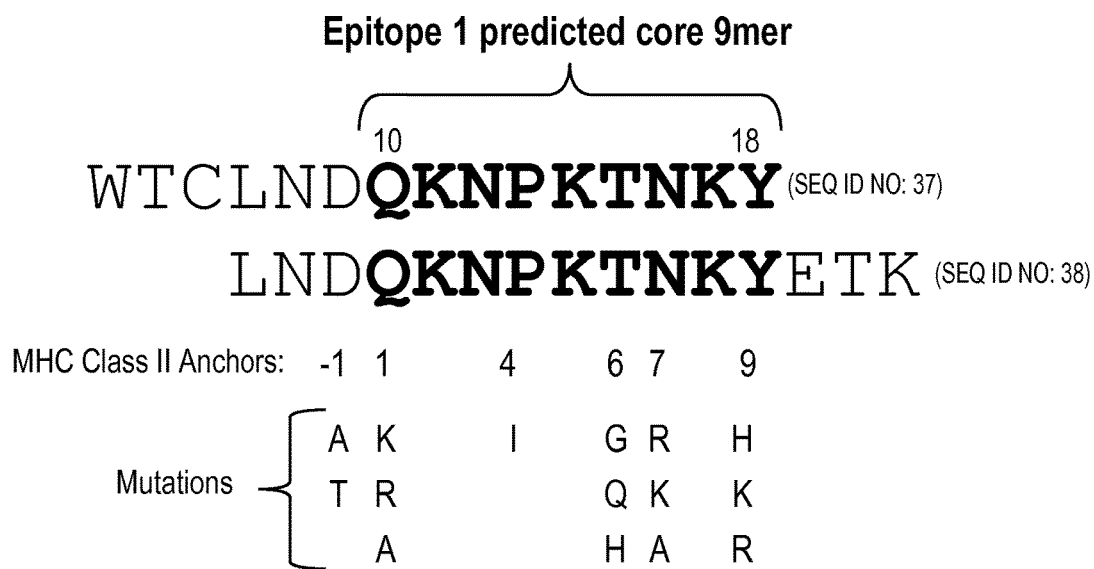 Epitope 1 predicted core 9mer
10 18
WTCLNDQKNPKTNKY (SEQ ID NO: 37)
LNDQKNPKTNKYETK (SEQ ID NO: 38)
MHC Class II Anchors: -1 1 4 6 7 9
A K I G R H
Mutations T R Q K K
A H A R